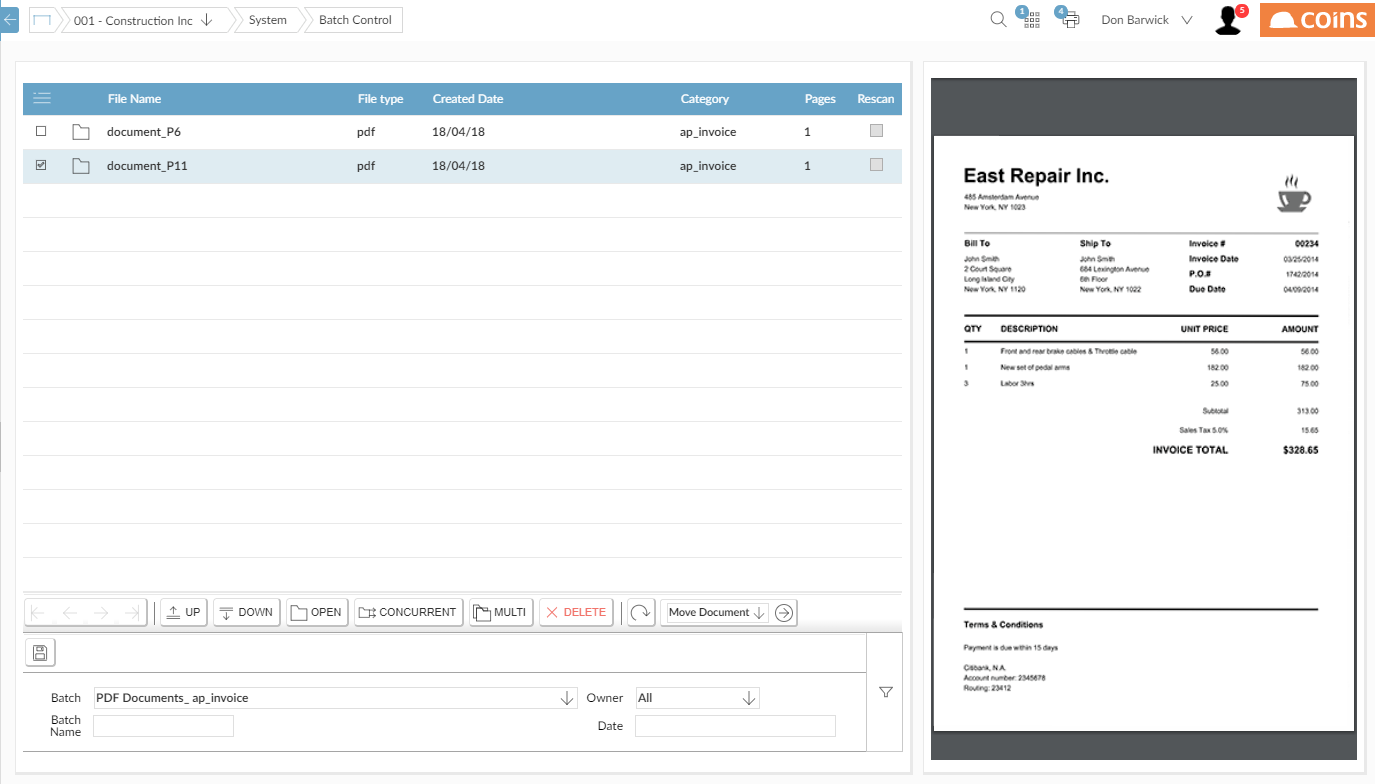 001 - Construction Inc
System
Batch Control
1
4
Don Barwick
5
coins
File Name File type Created Date Category Pages Rescan
document_P6 pdf 18/04/18 ap_invoice 1
document_P11 pdf 18/04/18 ap_invoice 1
UP DOWN OPEN CONCURRENT MULTI DELETE Move Document
Batch PDF Documents_ ap_invoice Owner All
Batch
Name
Date
East Repair Inc.
485 Amsterdam Avenue
New York, NY 1023
Bill To Ship To Invoice # 00234
John Smith John Smith Invoice Date 03/25/2014
2 Court Square 684 Lexington Avenue
Long Island City 6th Floor P.O.# 1742/2014
New York, NY 1120 New York, NY 1022 Due Date 04/09/2014
QTY DESCRIPTION UNIT PRICE AMOUNT
1 Front and rear brake cables & Throttle cable 56.00 56.00
1 New set of pedal arms 182.00 182.00
3 Labor 3hrs 25.00 75.00
Subtotal 313.00
Sales Tax 5.0% 15.65
INVOICE TOTAL $328.65
Terms & Conditions
Payment is due within 15 days
Citibank, N.A.
Account number: 2345678
Routing: 23412